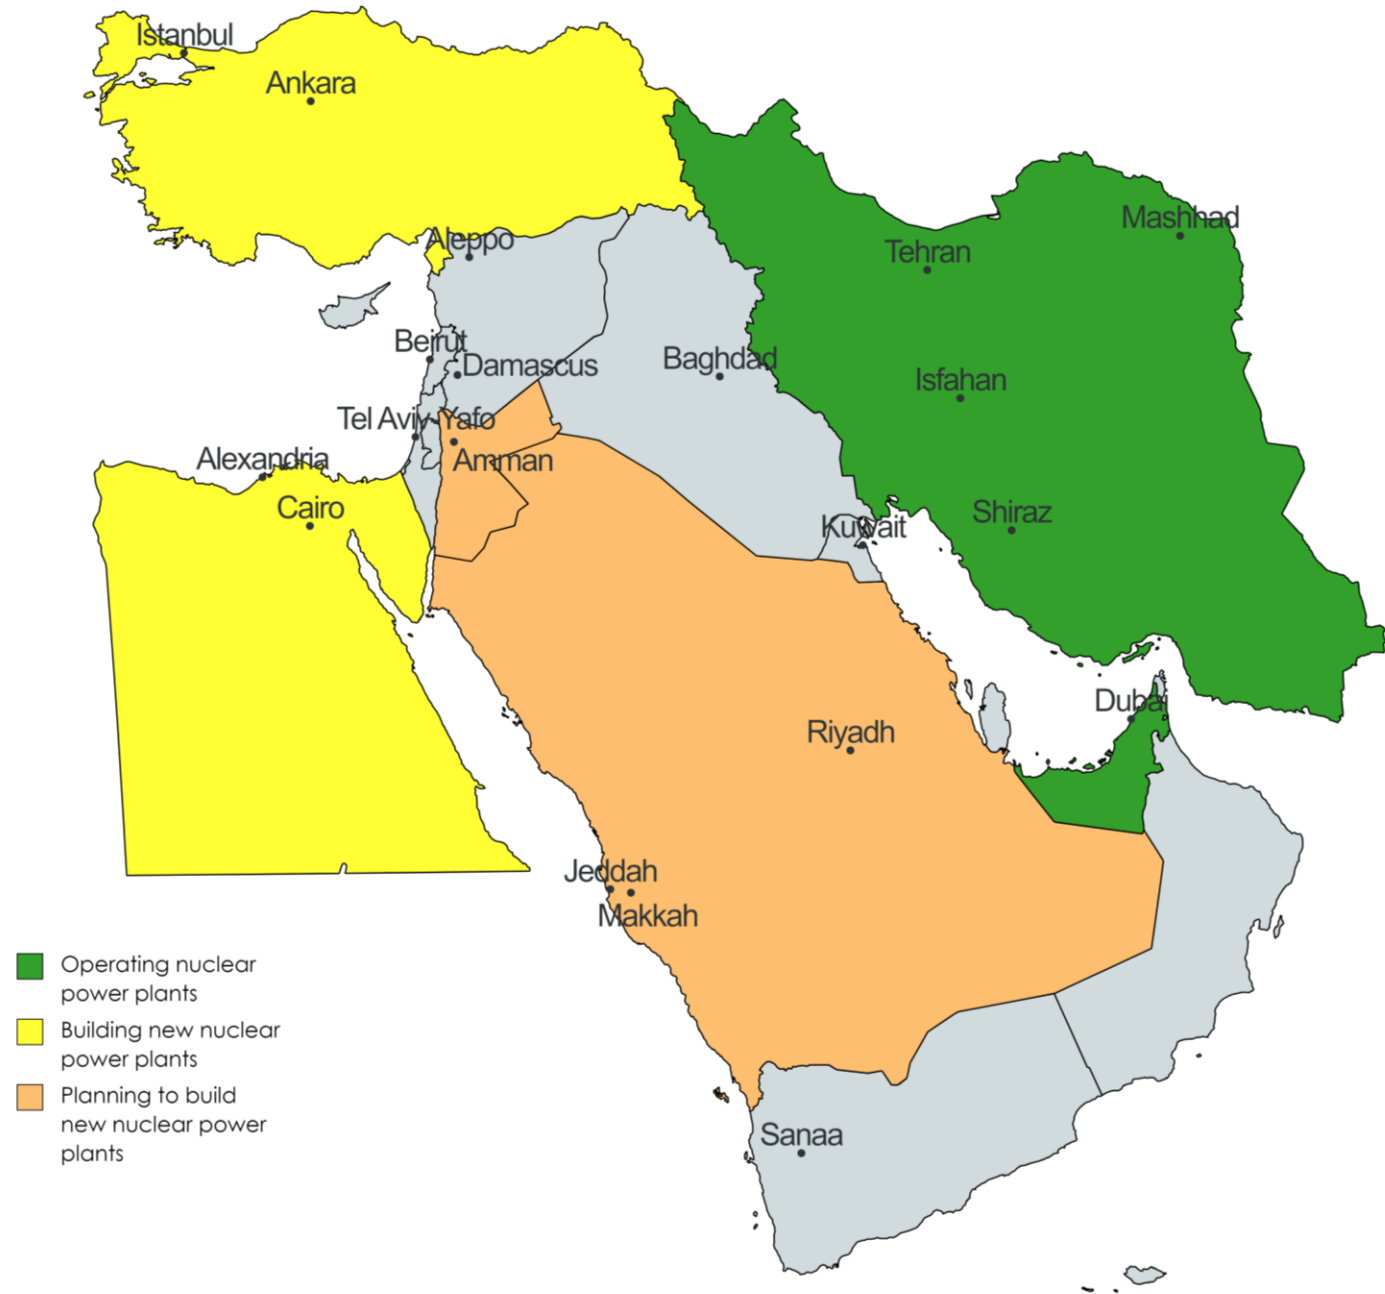 Istanbul
Ankara
Mashhad
Aleppo
Tehran
Beirut
Damascus
Baghdad
Isfahan
Tel Aviv-Yafo
Alexandria
Amman
Cairo
Kuwait
Shiraz
Dubai
Riyadh
Jeddah
Makkah
Operating nuclear
power plants
Building new nuclear
power plants
Planning to build
new nuclear power
plants
Sanaa